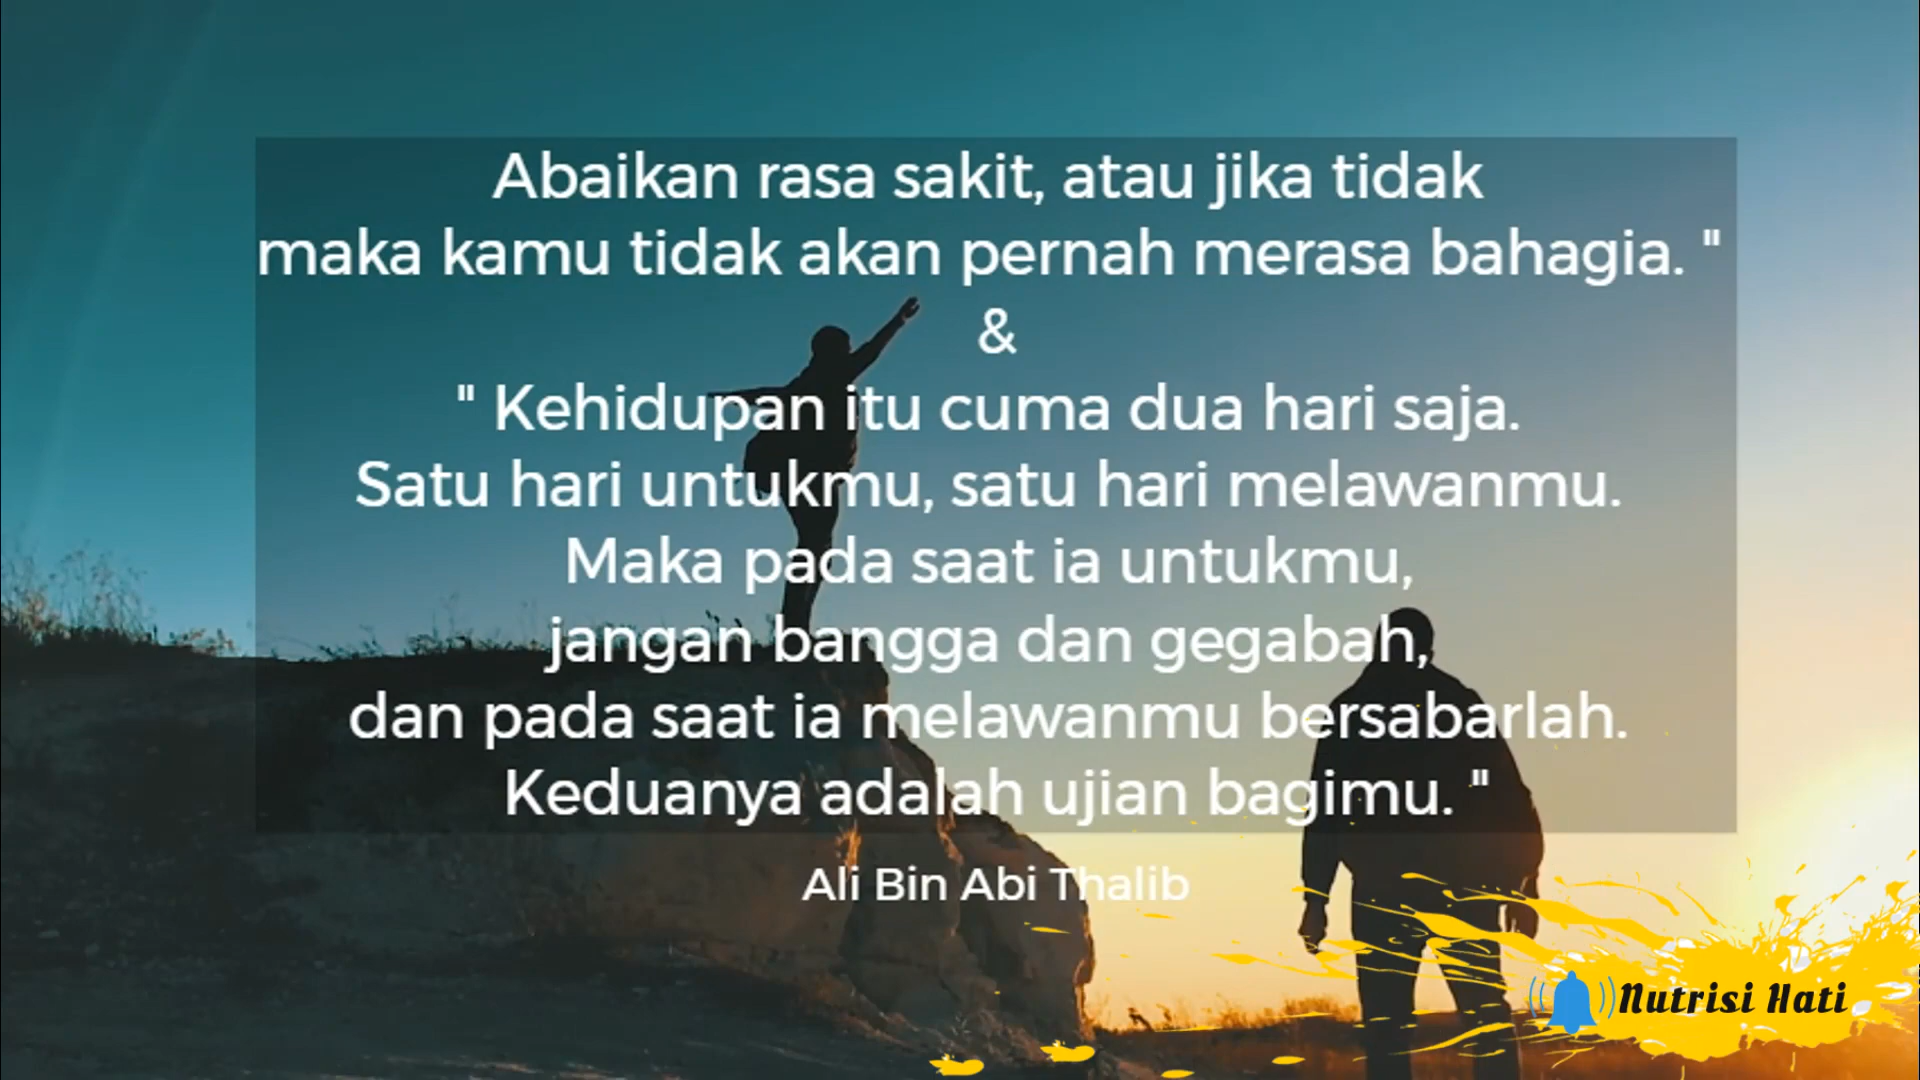 Abaikan rasa sakit, atau jika tidak
maka kamu tidak akan pernah merasa bahagia. "
&
" Kehidupan itu cuma dua hari saja.
Satu hari untukmu, satu hari melawanmu.
Maka pada saat ia untukmu,
jangan bangga dan gegabah,
dan pada saat ia melawanmu bersabarlah.
Keduanya adalah ujian bagimu. "
Ali Bin Abi Thalib
Nutrisi Hati